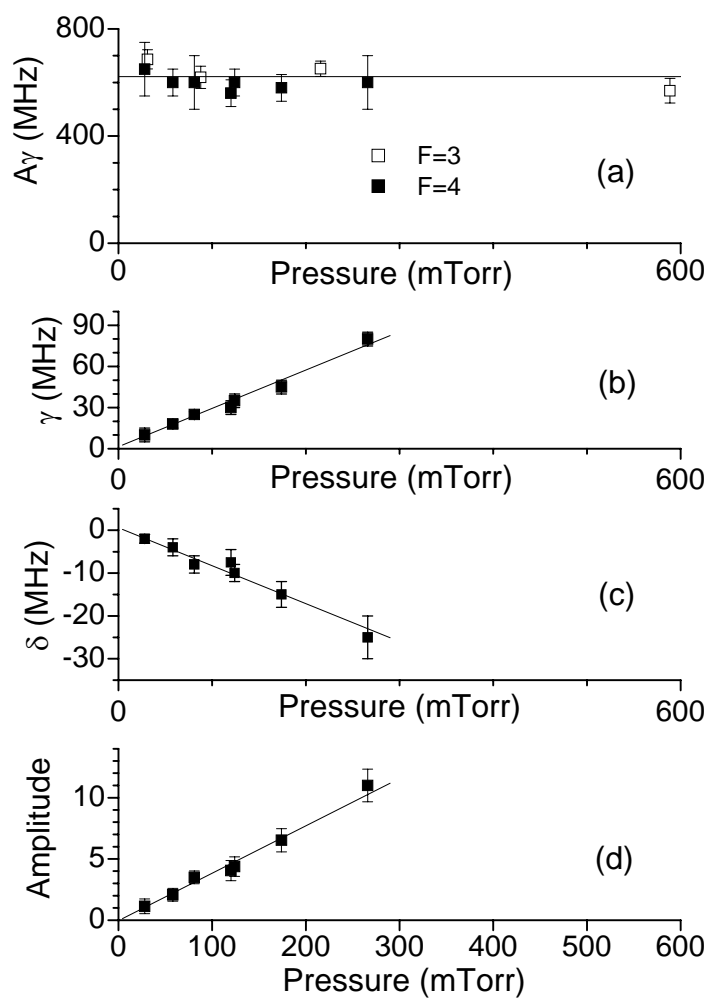 800
400
0
Aγ (MHz)
F=3
F=4
(a)
0
600
Pressure (mTorr)
90
60
30
0
γ (MHz)
(b)
0
600
Pressure (mTorr)
0
-10
-20
-30
δ (MHz)
(c)
0
600
Pressure (mTorr)
10
5
0
Amplitude
(d)
0 100 200 300 400 500 600
Pressure (mTorr)